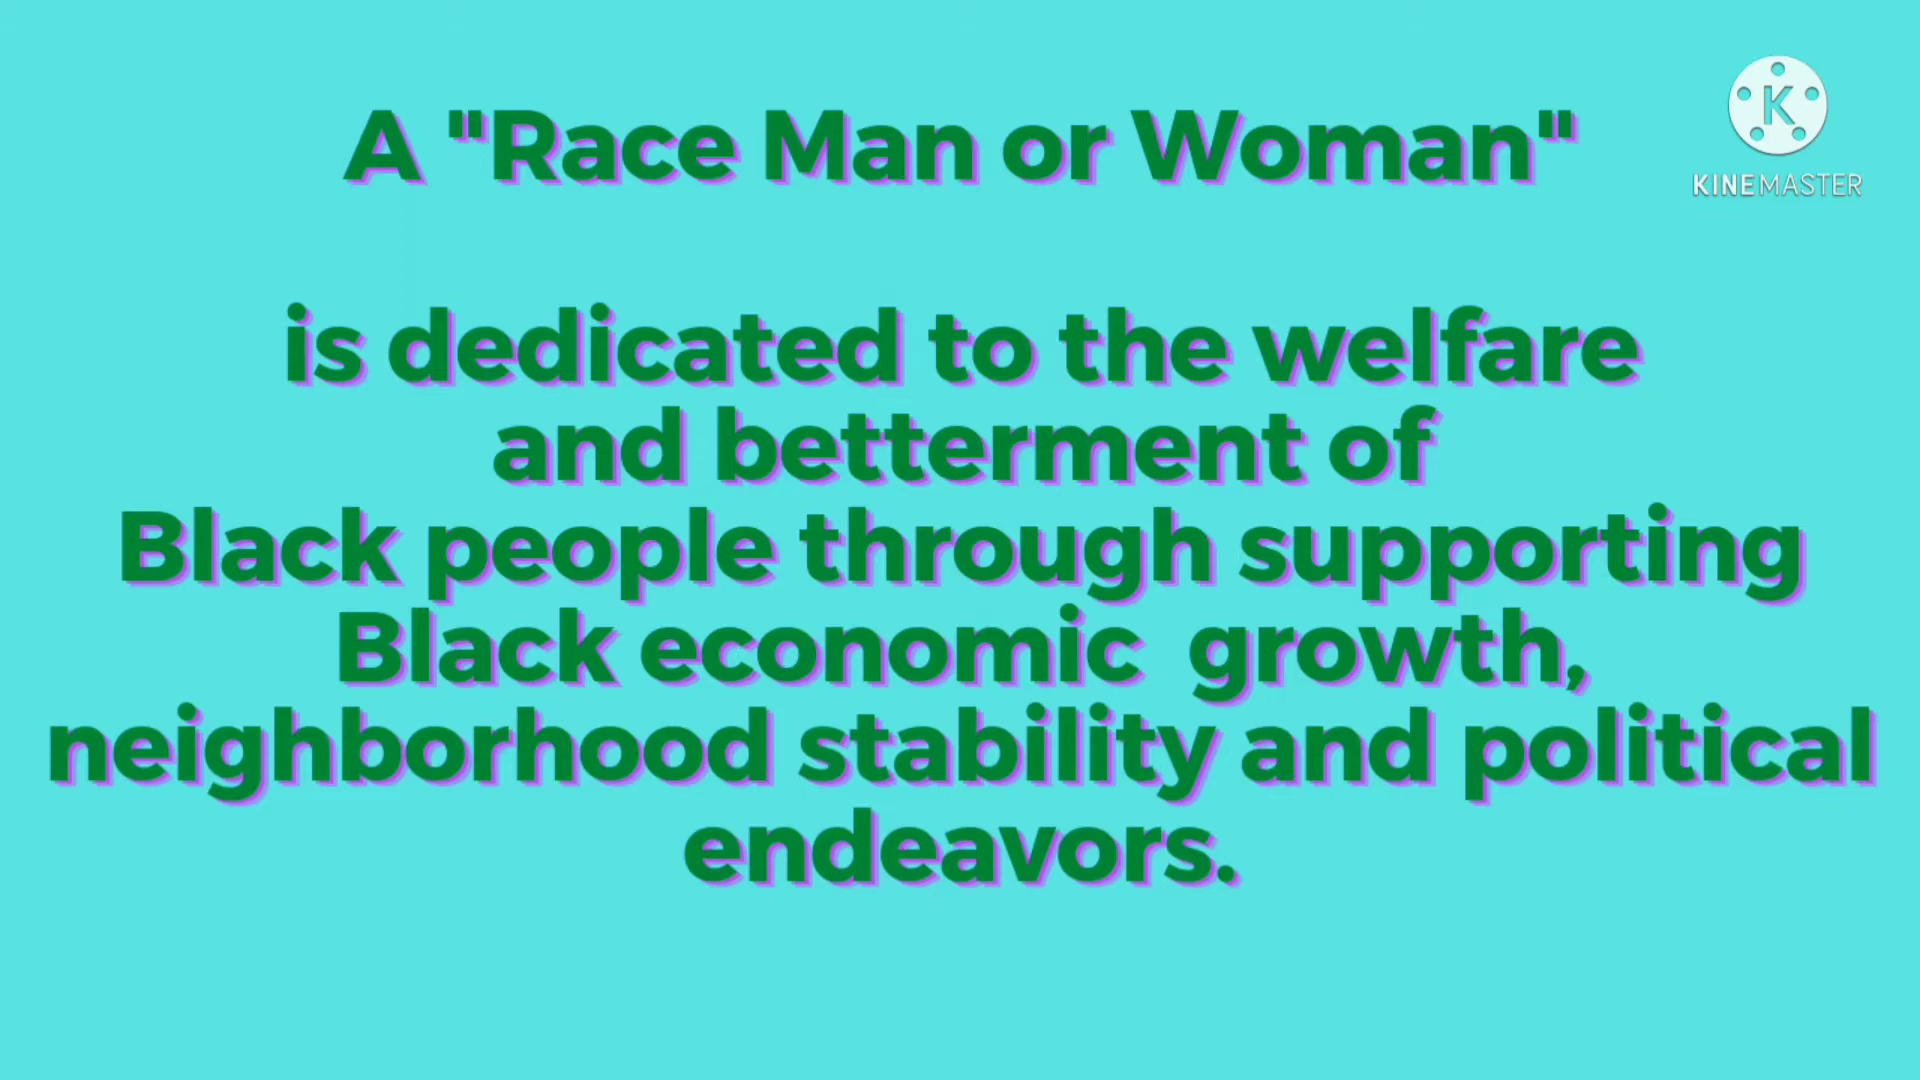 A "Race Man or Woman"
K
KINEMASTER
is dedicated to the welfare
and betterment of
Black people through supporting
Black economic  growth,
neighborhood stability and political
endeavors.